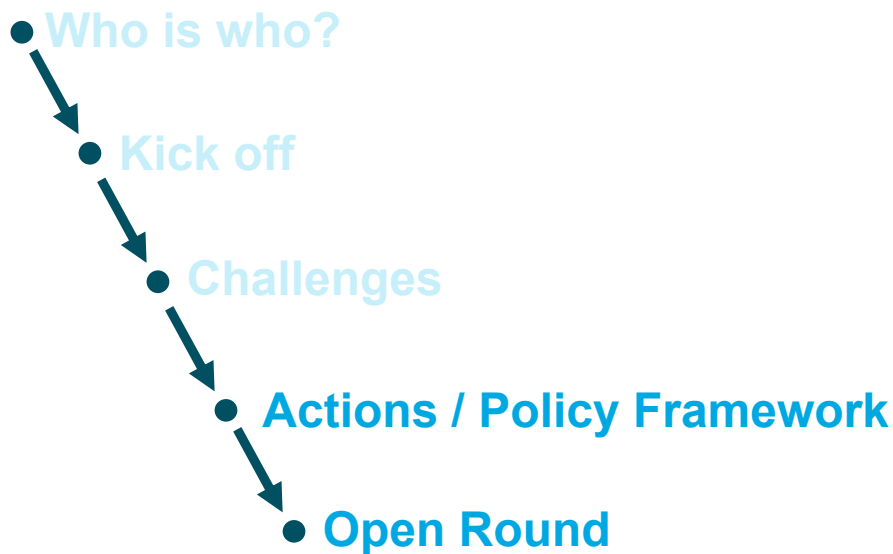 Who is who?
Kick off
Challenges
Actions / Policy Framework
Open Round